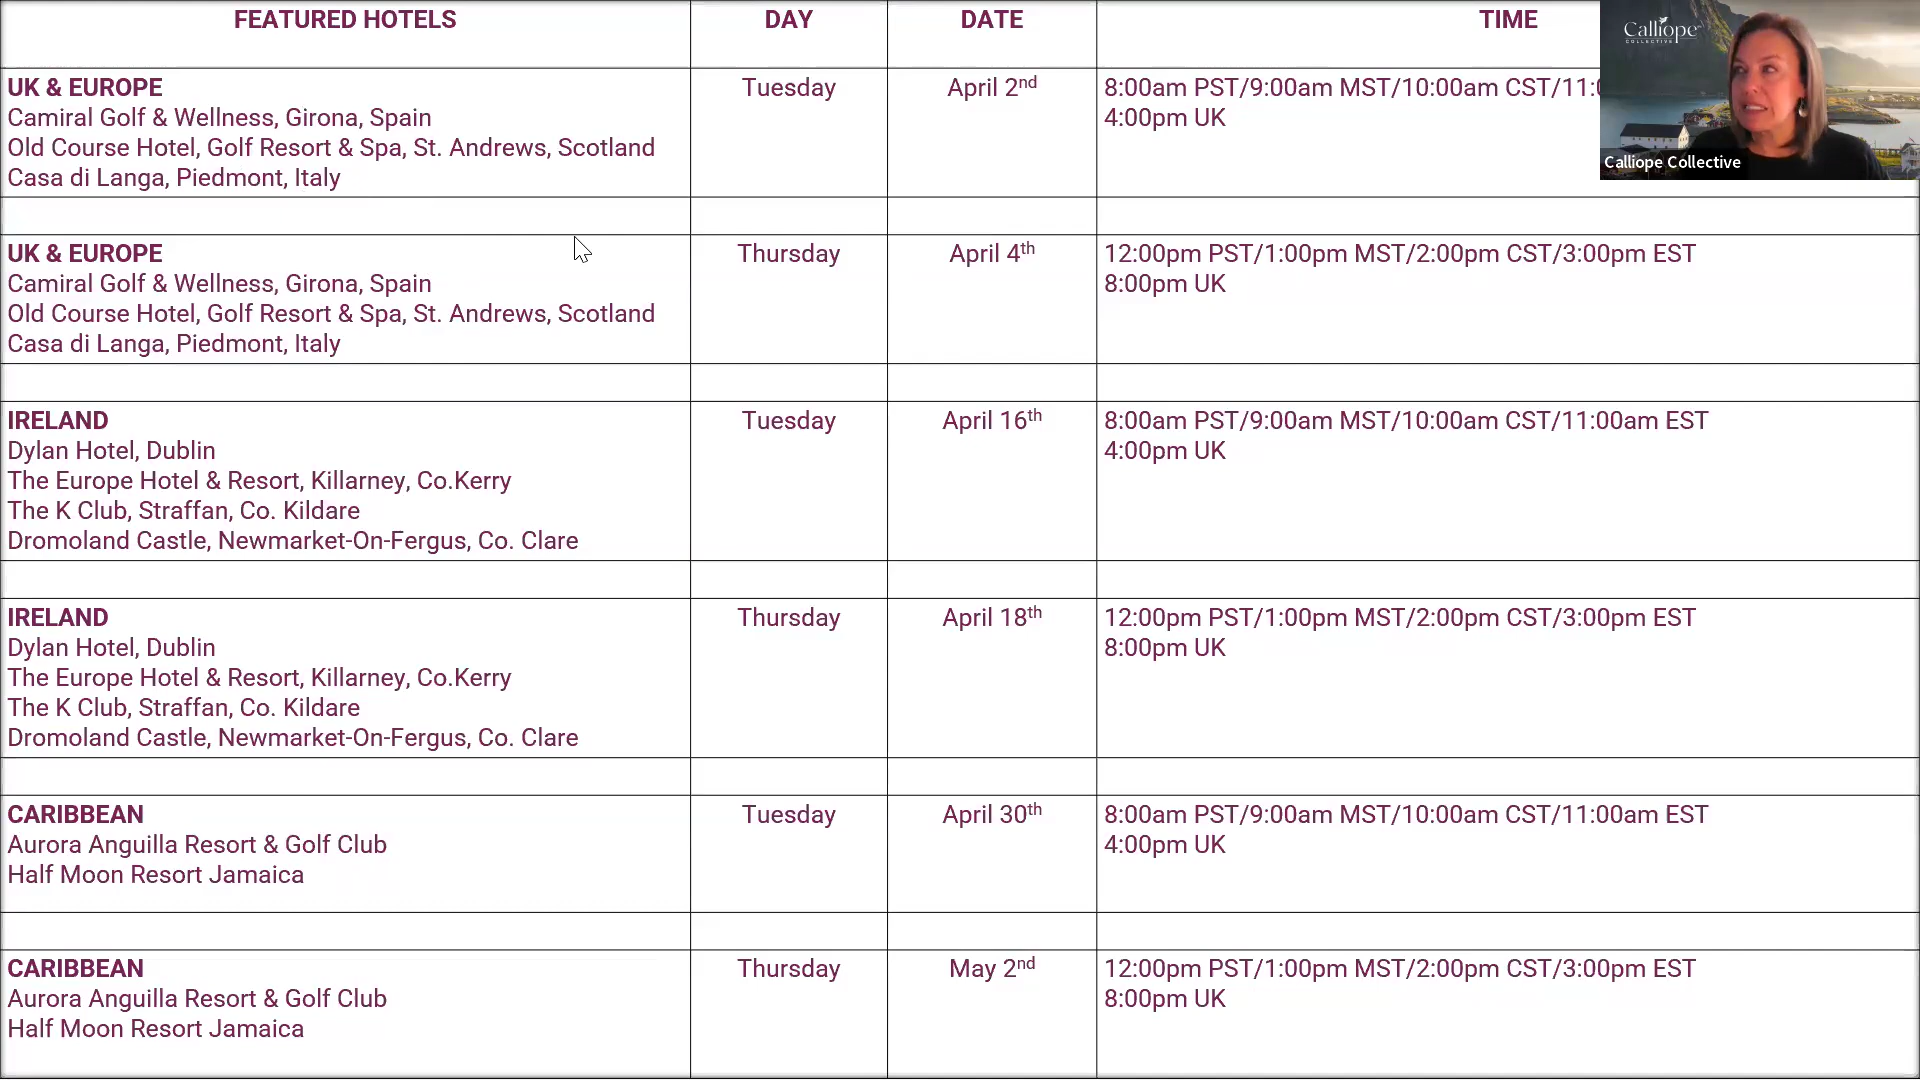 FEATURED HOTELS DAY DATE TIME
UK & EUROPE Tuesday April 2nd 8:00am PST/9:00am MST/10:00am CST/11:
Camiral Golf & Wellness, Girona, Spain 4:00pm UK
Old Course Hotel, Golf Resort & Spa, St. Andrews, Scotland
Casa di Langa, Piedmont, Italy
Calliope
COLLECTIVE
Calliope Collective
UK & EUROPE Thursday April 4th 12:00pm PST/1:00pm MST/2:00pm CST/3:00pm EST
Camiral Golf & Wellness, Girona, Spain 8:00pm UK
Old Course Hotel, Golf Resort & Spa, St. Andrews, Scotland
Casa di Langa, Piedmont, Italy
IRELAND Tuesday April 16th 8:00am PST/9:00am MST/10:00am CST/11:00am EST
Dylan Hotel, Dublin 4:00pm UK
The Europe Hotel & Resort, Killarney, Co.Kerry
The K Club, Straffan, Co. Kildare
Dromoland Castle, Newmarket-On-Fergus, Co. Clare
IRELAND Thursday April 18th 12:00pm PST/1:00pm MST/2:00pm CST/3:00pm EST
Dylan Hotel, Dublin 8:00pm UK
The Europe Hotel & Resort, Killarney, Co.Kerry
The K Club, Straffan, Co. Kildare
Dromoland Castle, Newmarket-On-Fergus, Co. Clare
CARIBBEAN Tuesday April 30th 8:00am PST/9:00am MST/10:00am CST/11:00am EST
Aurora Anguilla Resort & Golf Club 4:00pm UK
Half Moon Resort Jamaica
CARIBBEAN Thursday May 2nd 12:00pm PST/1:00pm MST/2:00pm CST/3:00pm EST
Aurora Anguilla Resort & Golf Club 8:00pm UK
Half Moon Resort Jamaica